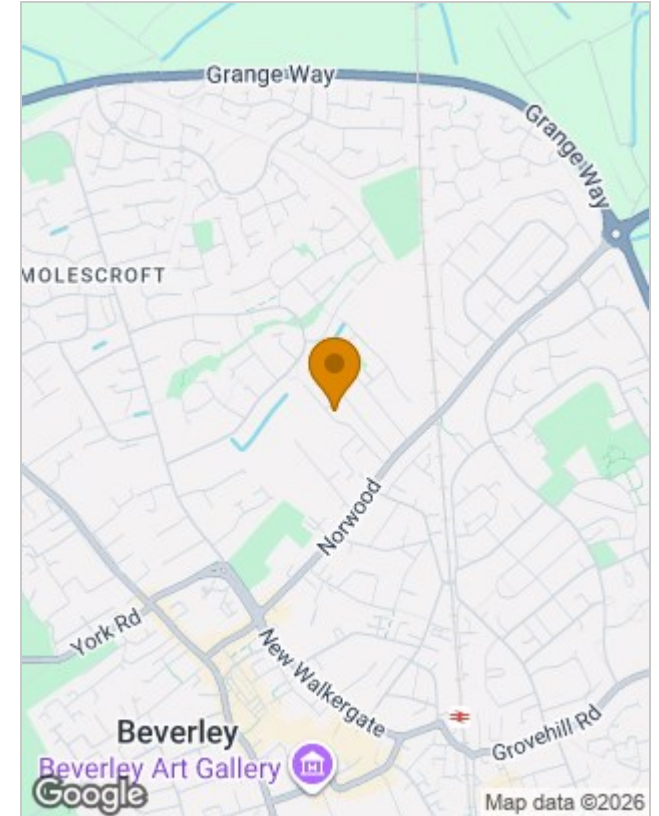 Grange Way
Grange Way
MOLESCROFT
Norwood
York Rd
New Walkergate
Beverley
Grovehill Rd
Beverley Art Gallery
Google
Map data ©2026